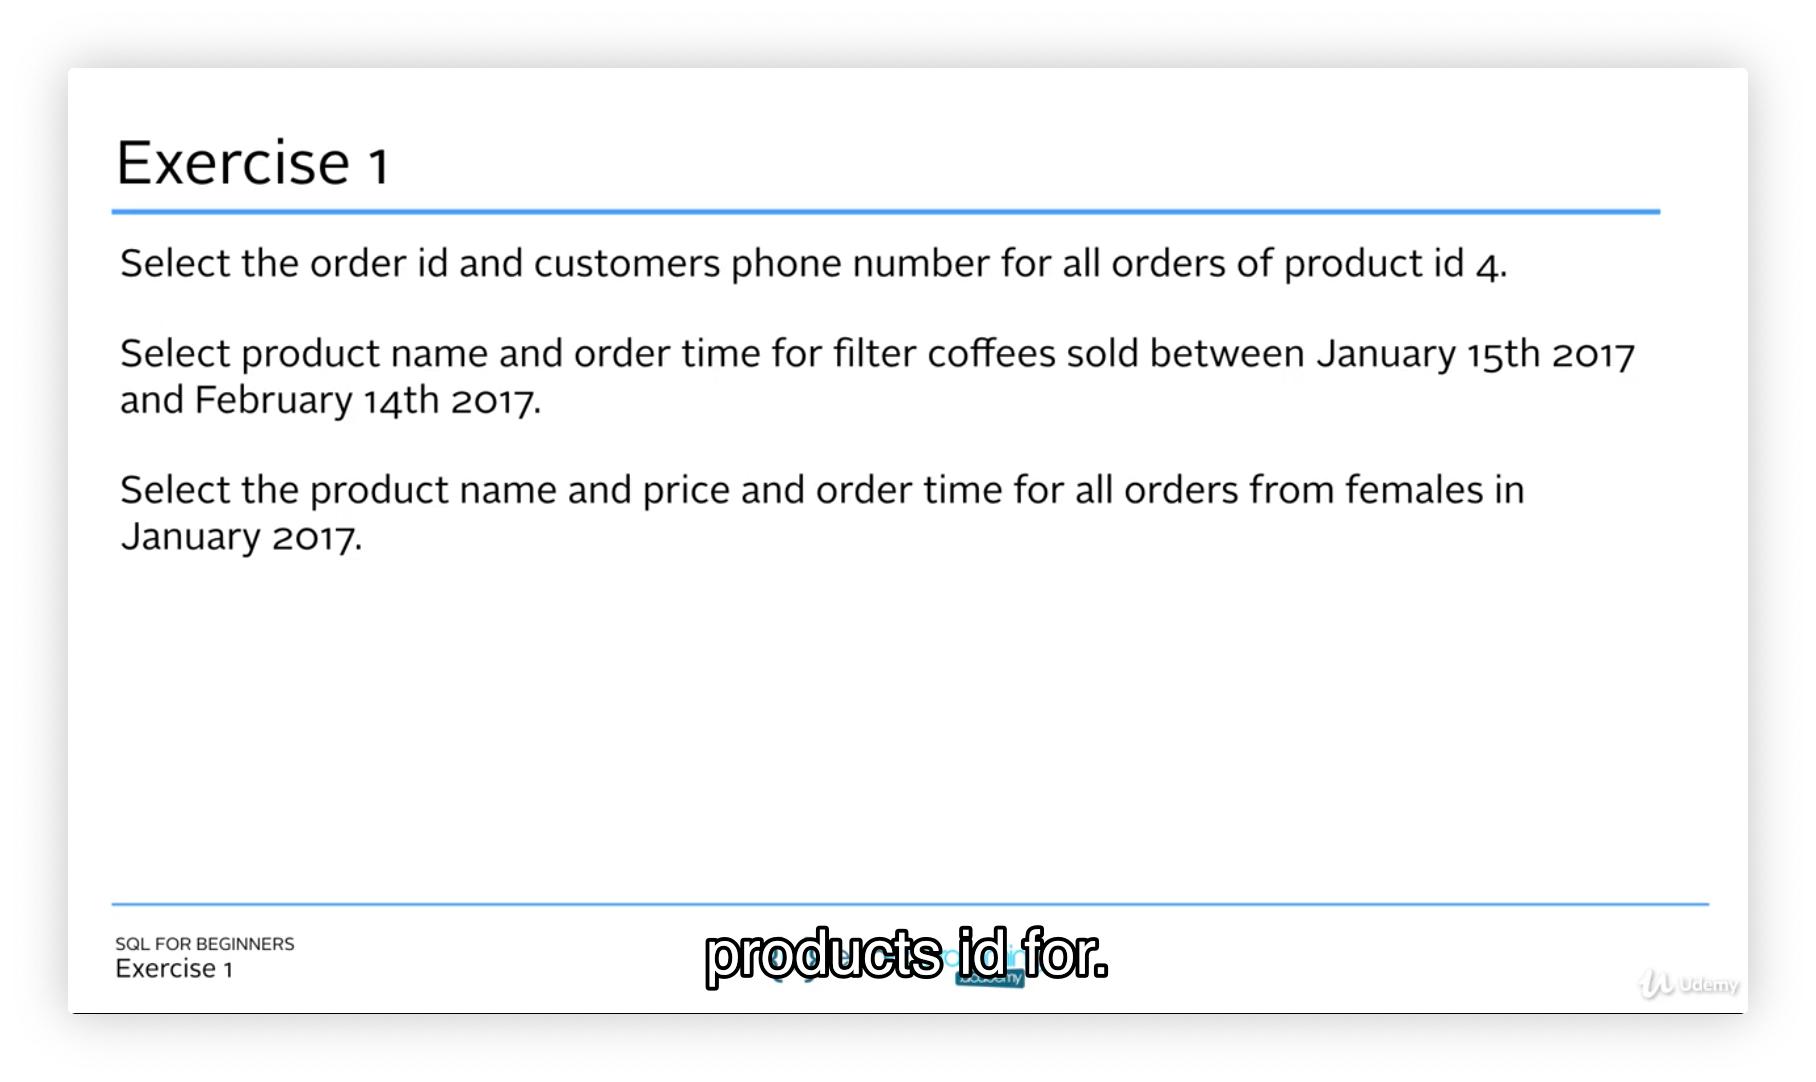 Exercise 1
Select the order id and customers phone number for all orders of product id 4.
Select product name and order time for filter coffees sold between January 15th 2017
and February 14th 2017.
Select the product name and price and order time for all orders from females in
January 2017.
SQL FOR BEGINNERS
Exercise 1
products id for.
Udemy